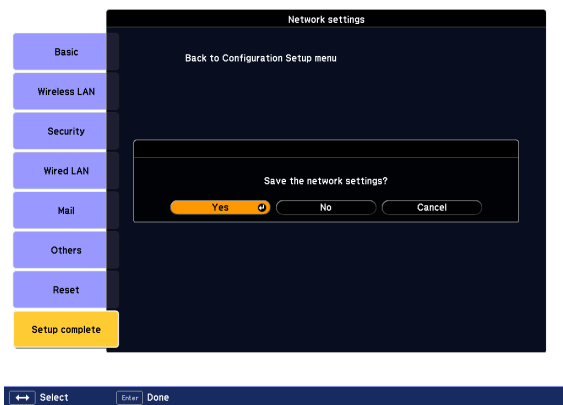 Network settings
Basic
Back to Configuration Setup menu
Wireless LAN
Security
Wired LAN
Save the network settings?
Yes No Cancel
Mail
Others
Reset
Setup complete
Select Enter Done